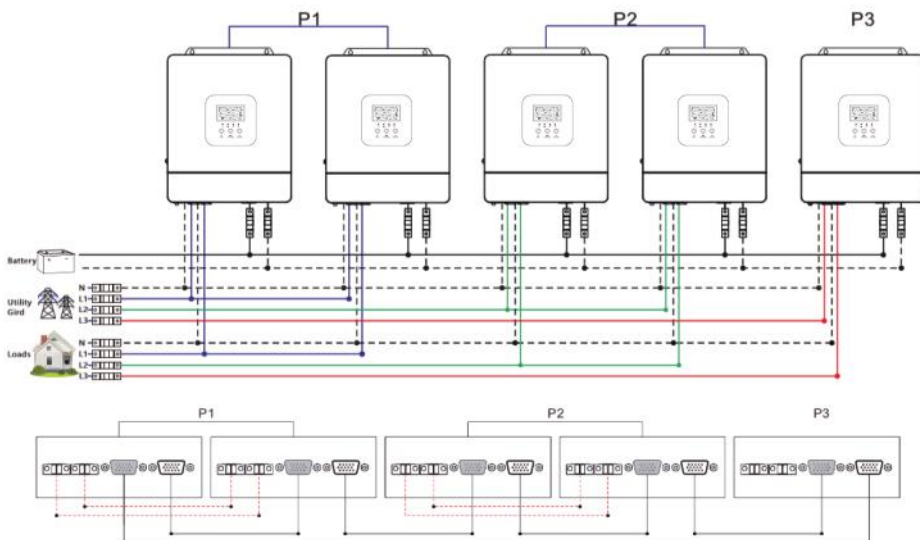 P1 P2 P3
Battery
N
Utility
Gird
L1
L2
L3
Loads
N
L1
L2
L3
P1 P2 P3